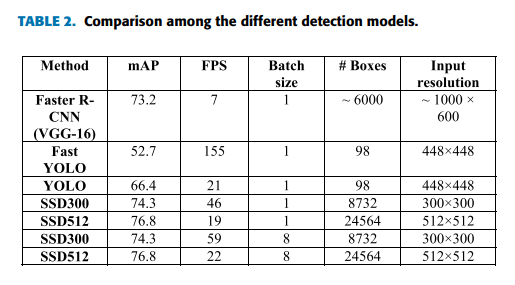 TABLE 2. Comparison among the different detection models.
Method mAP FPS Batch size # Boxes Input resolution
Faster R-CNN (VGG-16) 73.2 7 1 ~ 6000 ~ 1000 × 600
Fast YOLO 52.7 155 1 98 448×448
YOLO 66.4 21 1 98 448×448
SSD300 74.3 46 1 8732 300×300
SSD512 76.8 19 1 24564 512×512
SSD300 74.3 59 8 8732 300×300
SSD512 76.8 22 8 24564 512×512